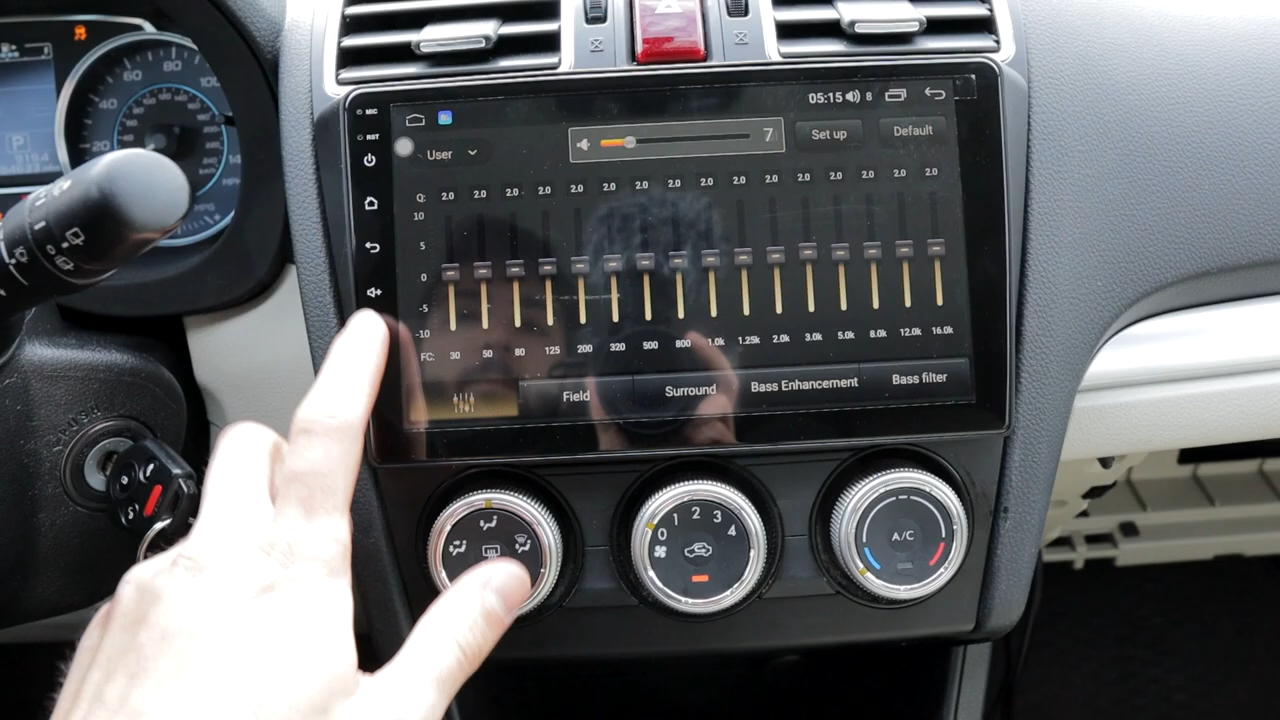 MIC
RST
05:15 8
User
7
Set up
Default
Q: 2.0 2.0 2.0 2.0 2.0 2.0 2.0 2.0 2.0 2.0 2.0 2.0 2.0 2.0 2.0 2.0
10
5
0
-5
-10
FC: 30 50 80 125 200 320 500 800 1.0k 1.25k 2.0k 3.0k 5.0k 8.0k 12.0k 16.0k
Field
Surround
Bass Enhancement
Bass filter
0 1 2 3 4
A/C
20
40
60
80
100
P
PUSH